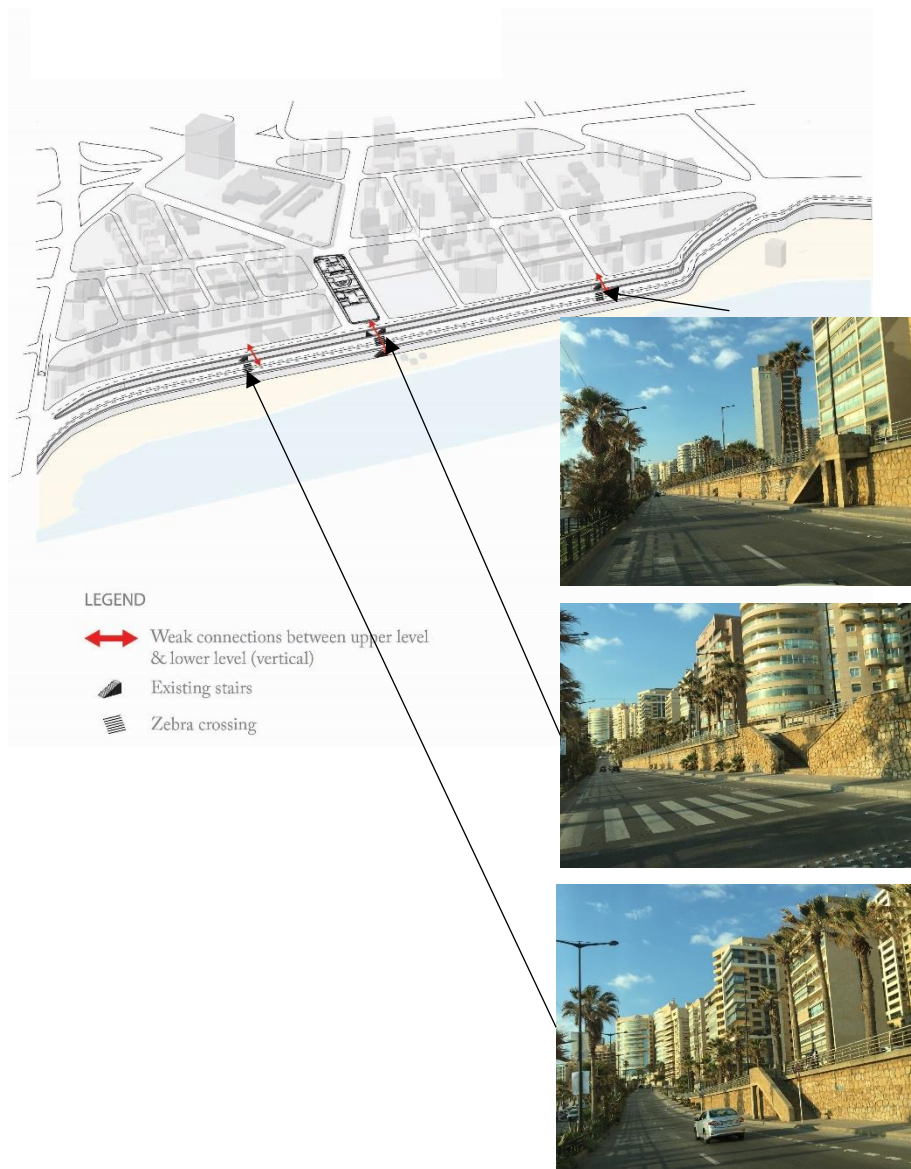 LEGEND
Weak connections between upper level
& lower level (vertical)
Existing stairs
Zebra crossing